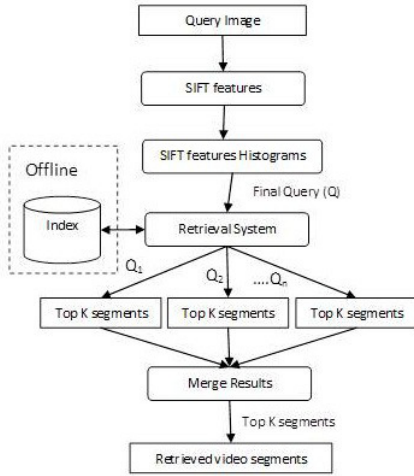 Query Image
SIFT features
SIFT features Histograms
Offline
Final Query (Q)
Index
Retrieval System
Q1
Q2
....Qn
Top K segments
Top K segments
Top K segments
Merge Results
Top K segments
Retrieved video segments